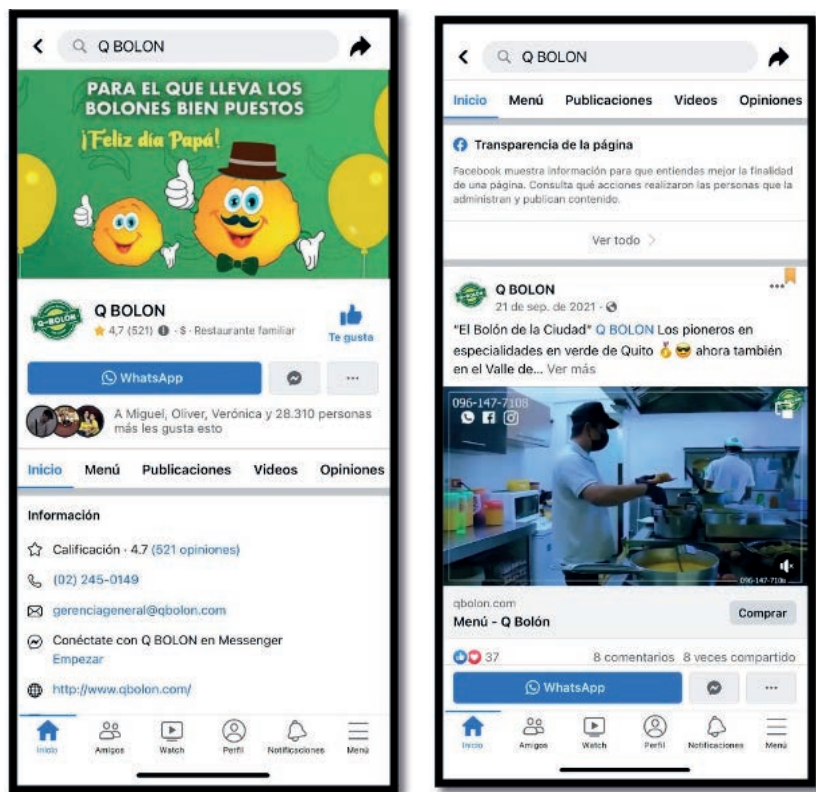 Q BOLON
PARA EL QUE LLEVA LOS
BOLONES BIEN PUESTOS
¡Feliz día Papá!
Q-BOLON
Q BOLON
4,7 (521) · $ · Restaurante familiar
Te gusta
WhatsApp
A Miguel, Oliver, Verónica y 28.310 personas
más les gusta esto
Inicio Menú Publicaciones Videos Opiniones
Información
Calificación · 4.7 (521 opiniones)
(02) 245-0149
gerenciageneral@qbolon.com
Conéctate con Q BOLON en Messenger
Empezar
http://www.qbolon.com/
Inicio Amigos Watch Perfil Notificaciones Menú
Q BOLON
Inicio Menú Publicaciones Videos Opiniones
Transparencia de la página
Facebook muestra información para que entiendas mejor la finalidad
de una página. Consulta qué acciones realizaron las personas que la
administran y publican contenido.
Ver todo
Q BOLON
21 de sep. de 2021 ·
"El Bolón de la Ciudad" Q BOLON Los pioneros en
especialidades en verde de Quito ahora también
en el Valle de... Ver más
096-147-7108
096-147-7108
qbolon.com
Menú - Q Bolón
Comprar
37 8 comentarios 8 veces compartido
WhatsApp
Inicio Amigos Watch Perfil Notificaciones Menú